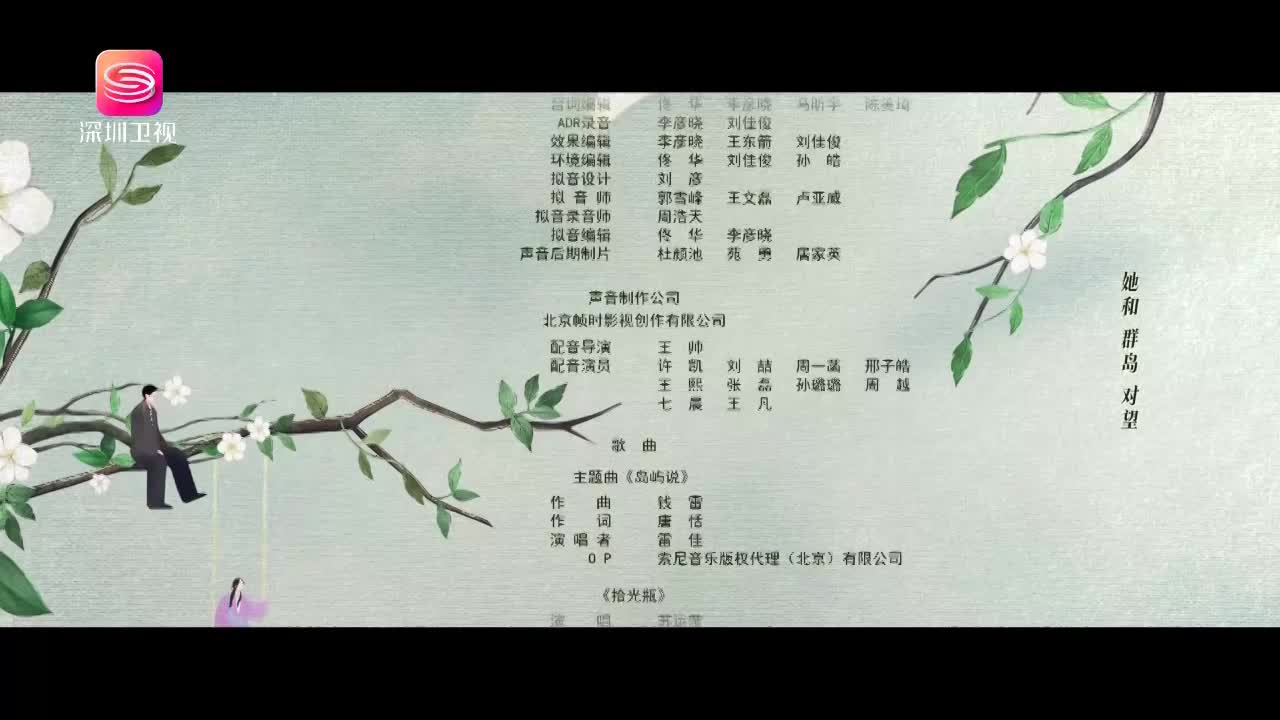 深圳卫视
ADR录音 李彦晓 刘佳俊
效果编辑 李彦晓 王东箭 刘佳俊
环境编辑 佟 华 刘佳俊 孙 皓
拟音设计 刘 彦
拟 音 师 郭雪峰 王文磊 卢亚威
拟音录音师 周浩天
拟音编辑 佟 华 李彦晓
声音后期制片 杜颜池 苑 勇 屠家英
声音制作公司
北京帧时影视创作有限公司
配音导演 王 帅
配音演员 许 凯 刘 喆 周一菡 邢子皓
王 熙 张 磊 孙璐璐 周 越
七 晨 王 凡
歌 曲
主题曲《岛屿说》
作 曲 钱 雷
作 词 唐 恬
演 唱 者 雷 佳
O P 索尼音乐版权代理（北京）有限公司
《拾光瓶》
演 唱
她和 群岛 对望